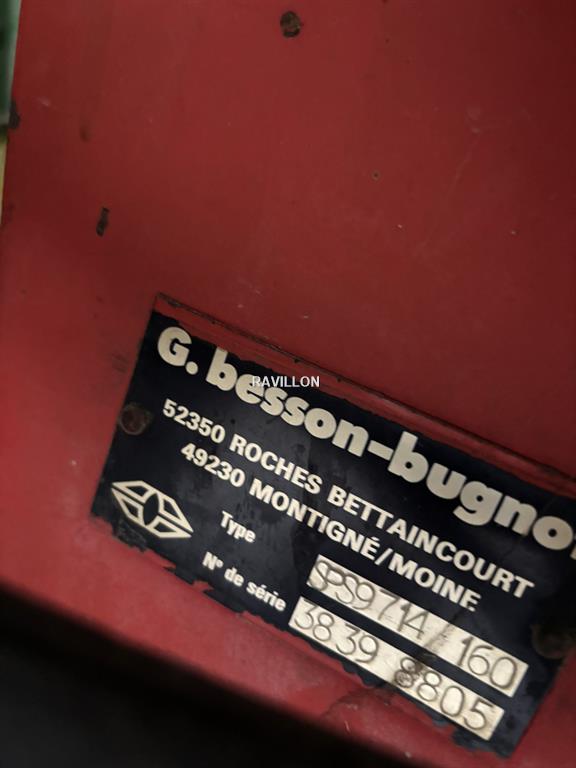 G. besson-bugnot
RAVILLON
52350 ROCHES BETTAINCOURT
49230 MONTIGNÉ/MOINE
Type SPS9714/160
N° de série 3839 8805